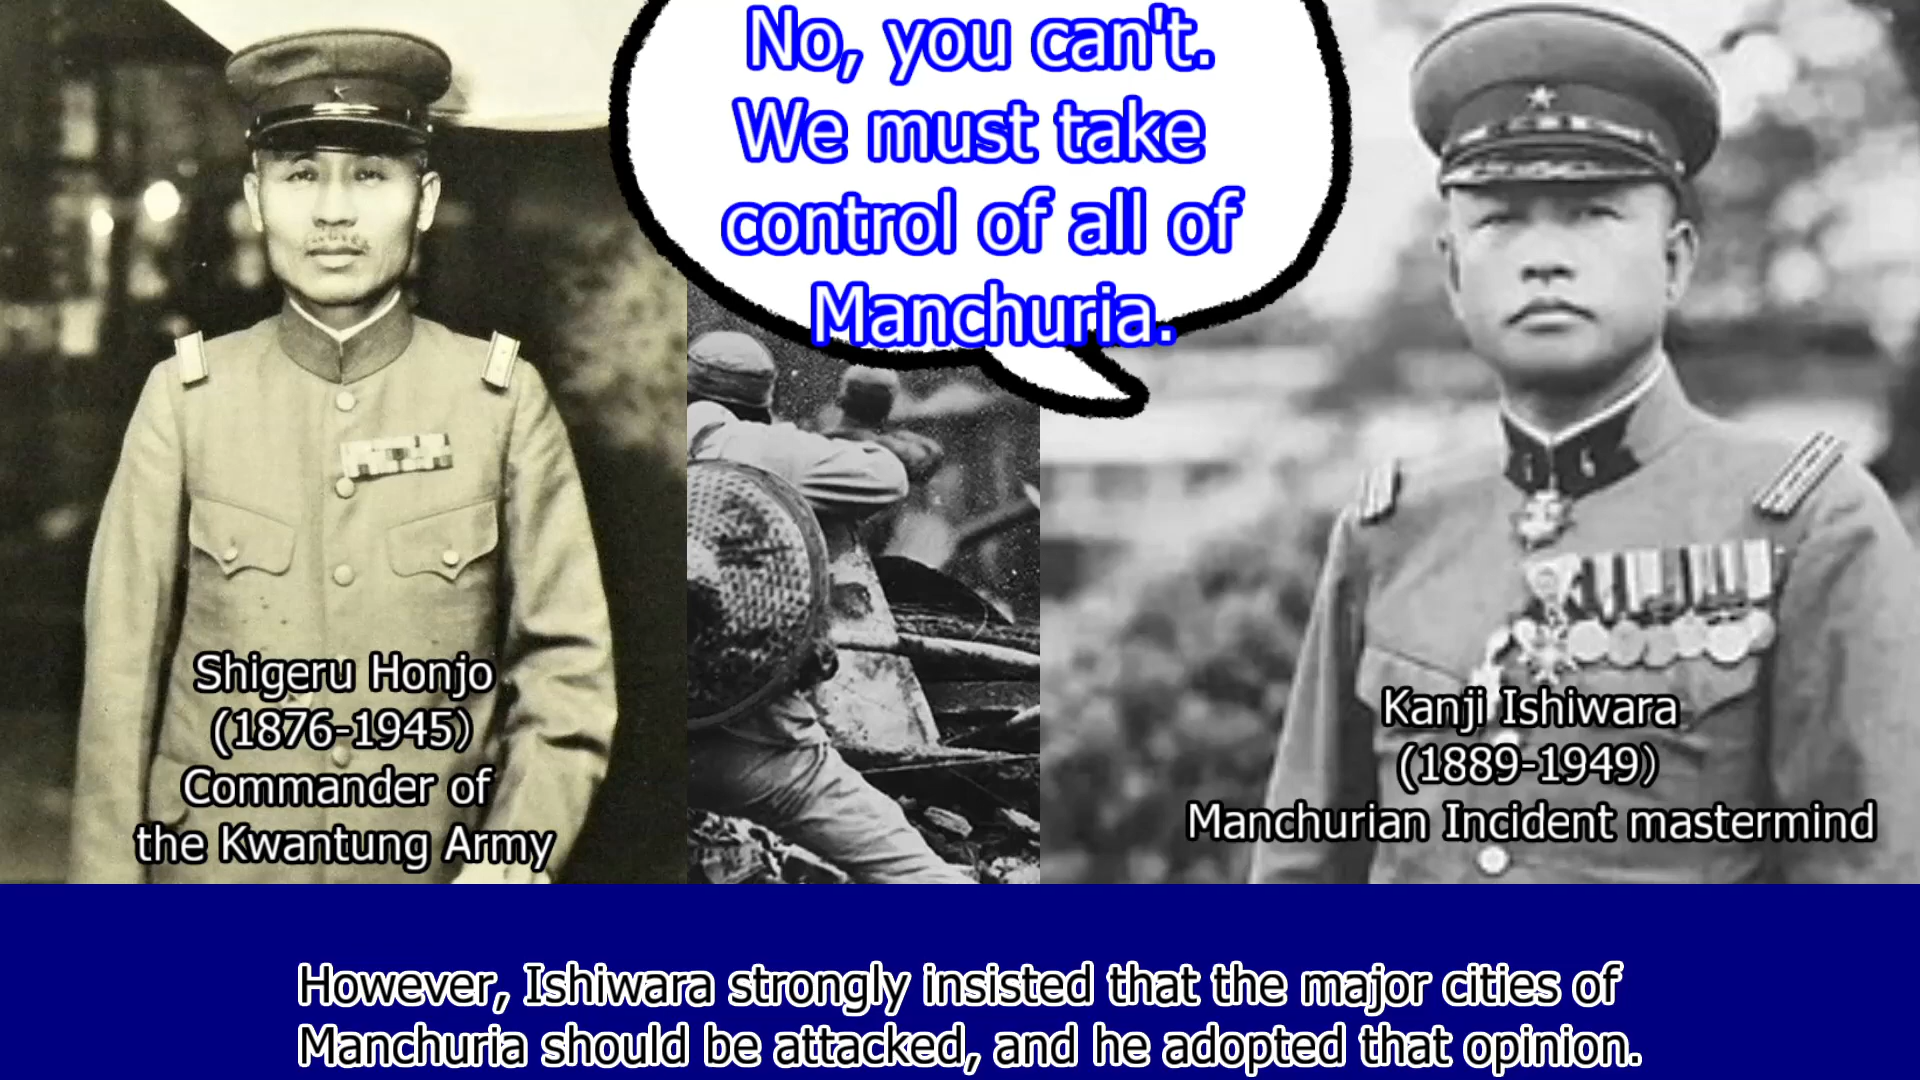 No, you can't.
We must take
control of all of
Manchuria.
Shigeru Honjo
(1876-1945）
Commander of
the Kwantung Army
Kanji Ishiwara
(1889-1949）
Manchurian Incident mastermind
However, Ishiwara strongly insisted that the major cities of
Manchuria should be attacked, and he adopted that opinion.